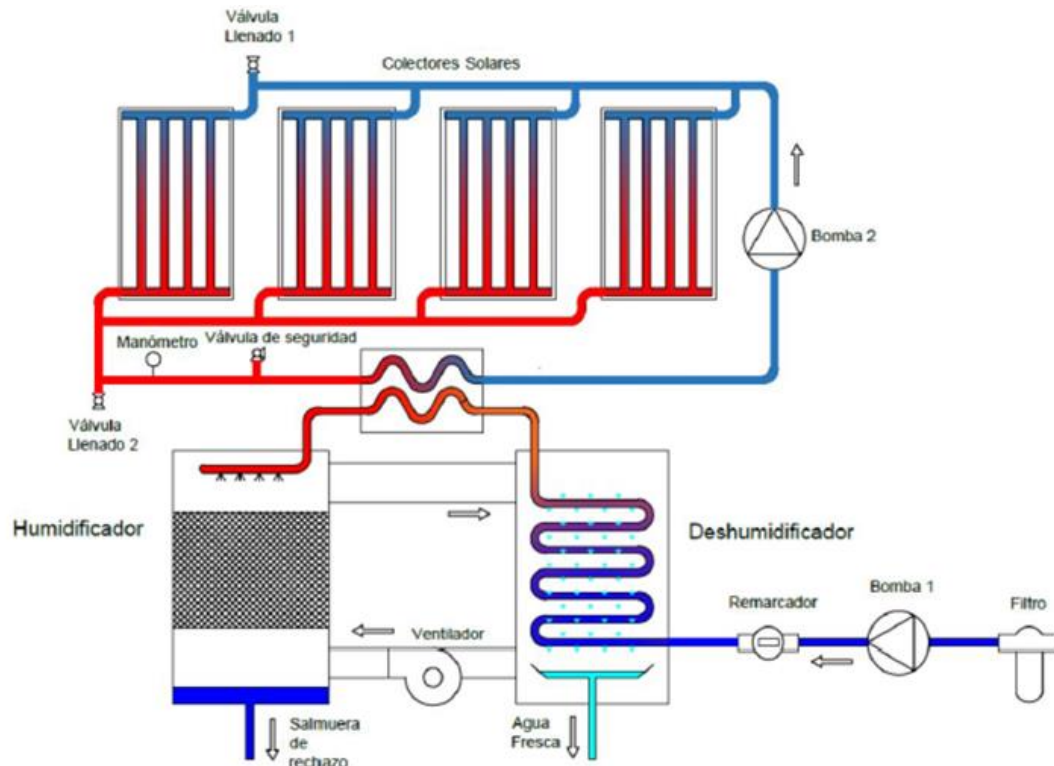 Válvula
Llenado 1
Colectores Solares
Bomba 2
Manómetro
Válvula de seguridad
Válvula
Llenado 2
Humidificador
Deshumidificador
Bomba 1
Remarcador
Filtro
Ventilador
Salmuera
de
rechazo
Agua
Fresca